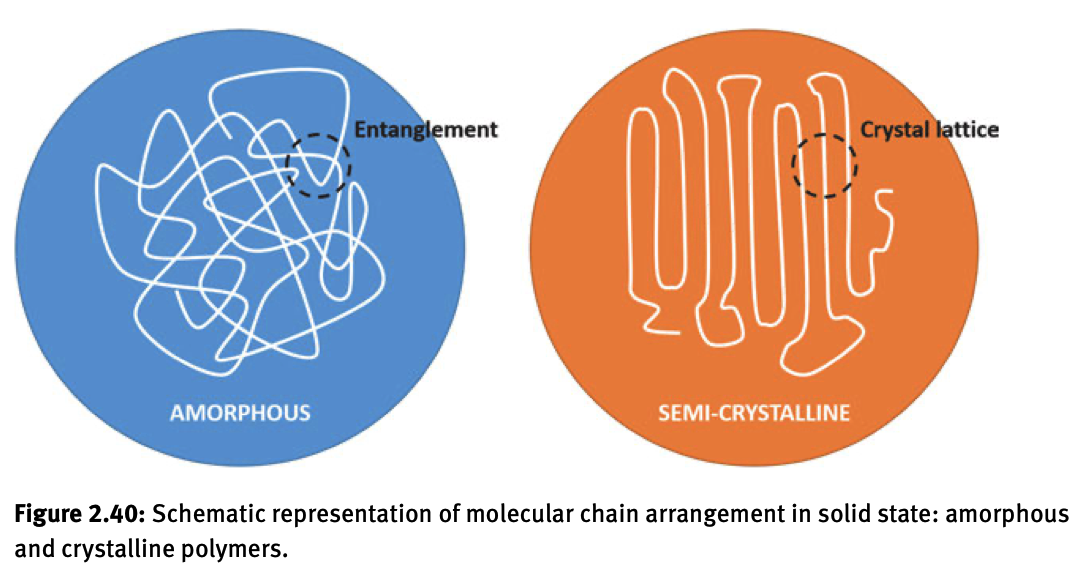 Entanglement
AMORPHOUS
Crystal lattice
SEMI-CRYSTALLINE
Figure 2.40: Schematic representation of molecular chain arrangement in solid state: amorphous
and crystalline polymers.